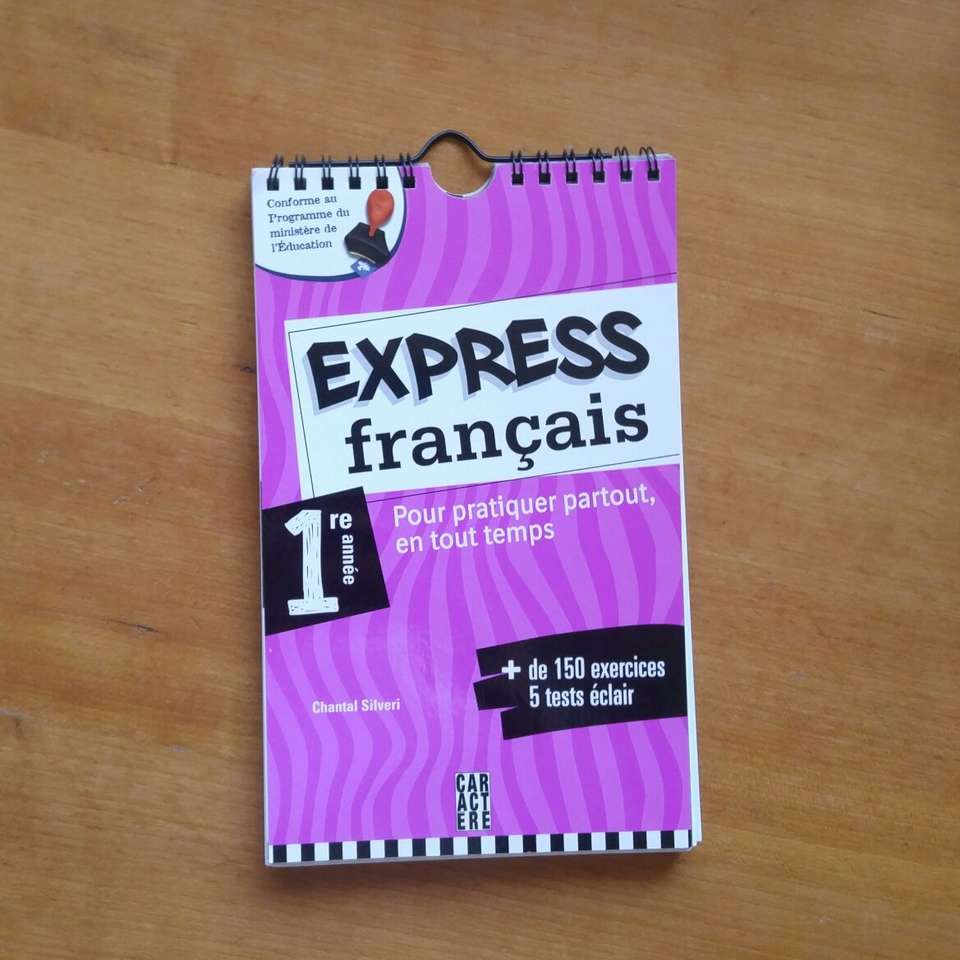 Conforme au
Programme du
ministère de
l'Éducation
EXPRESS
français
1re année
Pour pratiquer partout,
en tout temps
+ de 150 exercices
5 tests éclair
Chantal Silveri
CAR
ACT
ÈRE